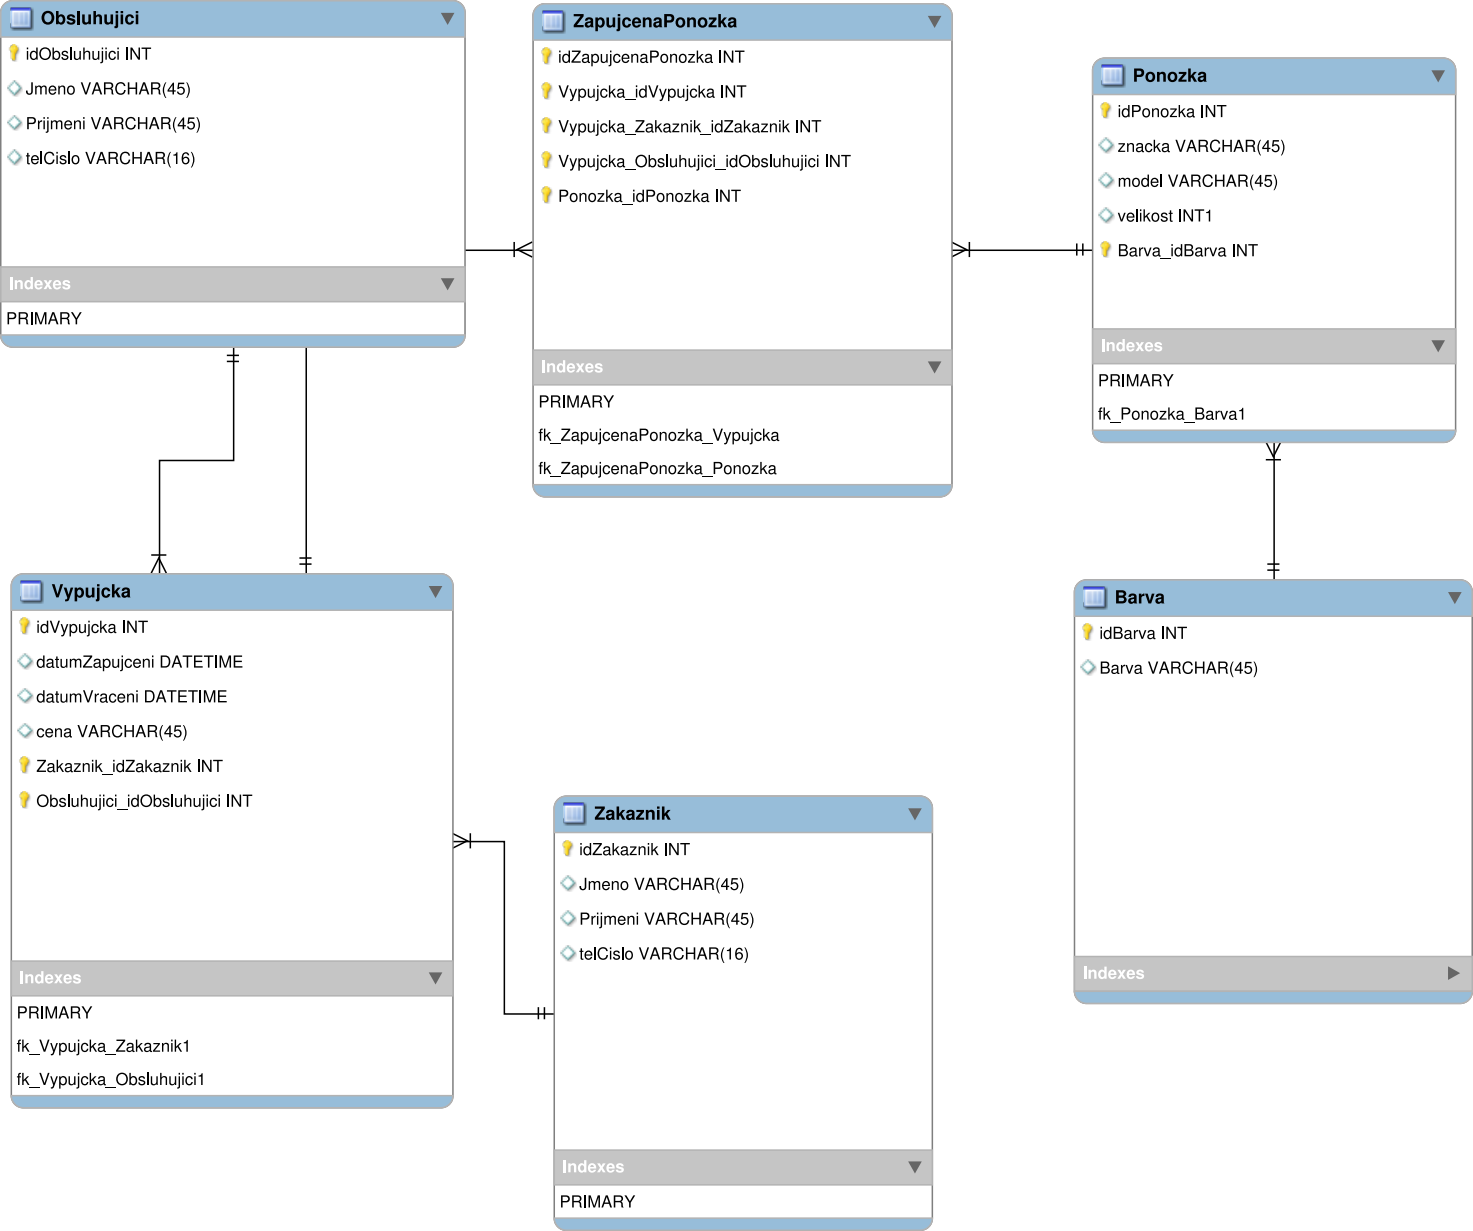 Obsluhujici
idObsluhujici INT
Jmeno VARCHAR(45)
Prijmeni VARCHAR(45)
telCislo VARCHAR(16)
Indexes
PRIMARY
ZapujcenaPonozka
idZapujcenaPonozka INT
Vypujcka_idVypujcka INT
Vypujcka_Zakaznik_idZakaznik INT
Vypujcka_Obsluhujici_idObsluhujici INT
Ponozka_idPonozka INT
Indexes
PRIMARY
fk_ZapujcenaPonozka_Vypujcka
fk_ZapujcenaPonozka_Ponozka
Ponozka
idPonozka INT
znacka VARCHAR(45)
model VARCHAR(45)
velikost INT1
Barva_idBarva INT
Indexes
PRIMARY
fk_Ponozka_Barva1
Vypujcka
idVypujcka INT
datumZapujceni DATETIME
datumVraceni DATETIME
cena VARCHAR(45)
Zakaznik_idZakaznik INT
Obsluhujici_idObsluhujici INT
Indexes
PRIMARY
fk_Vypujcka_Zakaznik1
fk_Vypujcka_Obsluhujici1
Zakaznik
idZakaznik INT
Jmeno VARCHAR(45)
Prijmeni VARCHAR(45)
telCislo VARCHAR(16)
Indexes
PRIMARY
Barva
idBarva INT
Barva VARCHAR(45)
Indexes